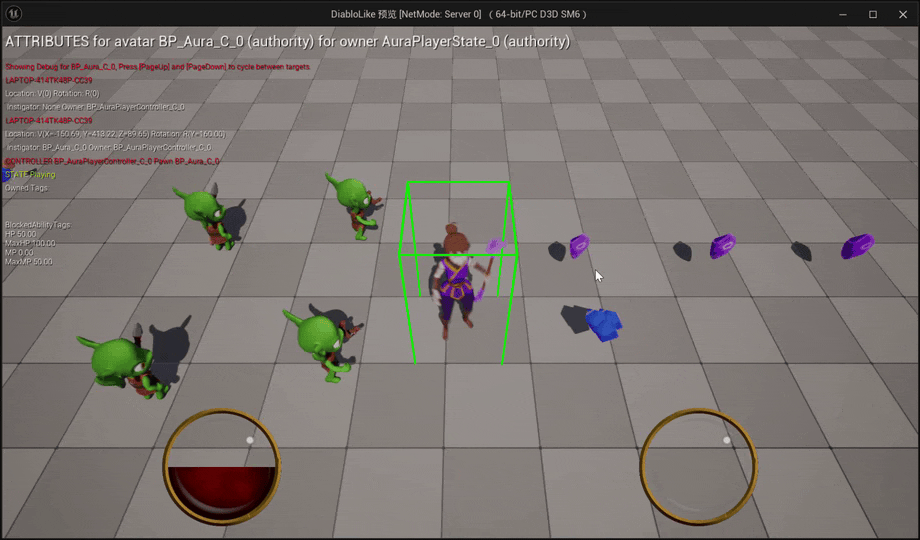 DiabloLike 预览 [NetMode: Server 0] （64-bit/PC D3D SM6）
ATTRIBUTES for avatar BP_Aura_C_0 (authority) for owner AuraPlayerState_0 (authority)
Showing Debug for BP_Aura_C_0, Press [PageUp] and [PageDown] to cycle between targets.
LAPTOP-414TK48P-CC39
Location: V(0) Rotation: R(0)
Instigator: None Owner: BP_AuraPlayerController_C_0
LAPTOP-414TK48P-CC39
Location: V(X=-150.69, Y=413.22, Z=89.65) Rotation: R(Y=160.00)
Instigator: BP_Aura_C_0 Owner: BP_AuraPlayerController_C_0
CONTROLLER BP_AuraPlayerController_C_0 Pawn BP_Aura_C_0
STATE Playing
Owned Tags:
BlockedAbilityTags:
HP 50.00
MaxHP 100.00
MP 0.00
MaxMP 50.00